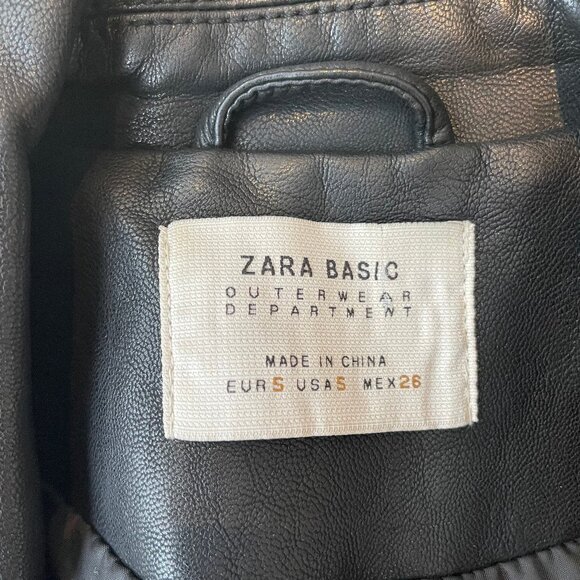 ZARA BASIC
OUTERWEAR
DEPARTMENT
MADE IN CHINA
EUR S USA S MEX 26